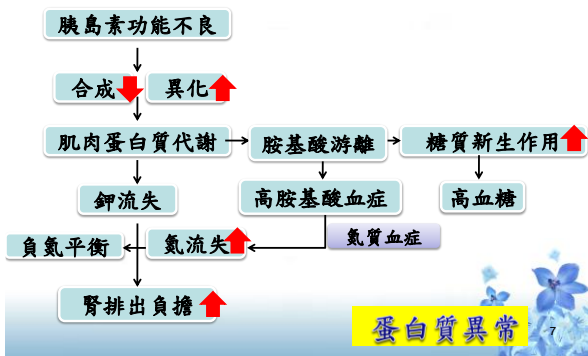 胰島素功能不良
合成 異化
肌肉蛋白質代謝 胺基酸游離 糖質新生作用
鉀流失 高胺基酸血症 高血糖
負氮平衡 氮流失 氮質血症
腎排出負擔
蛋白質異常 7